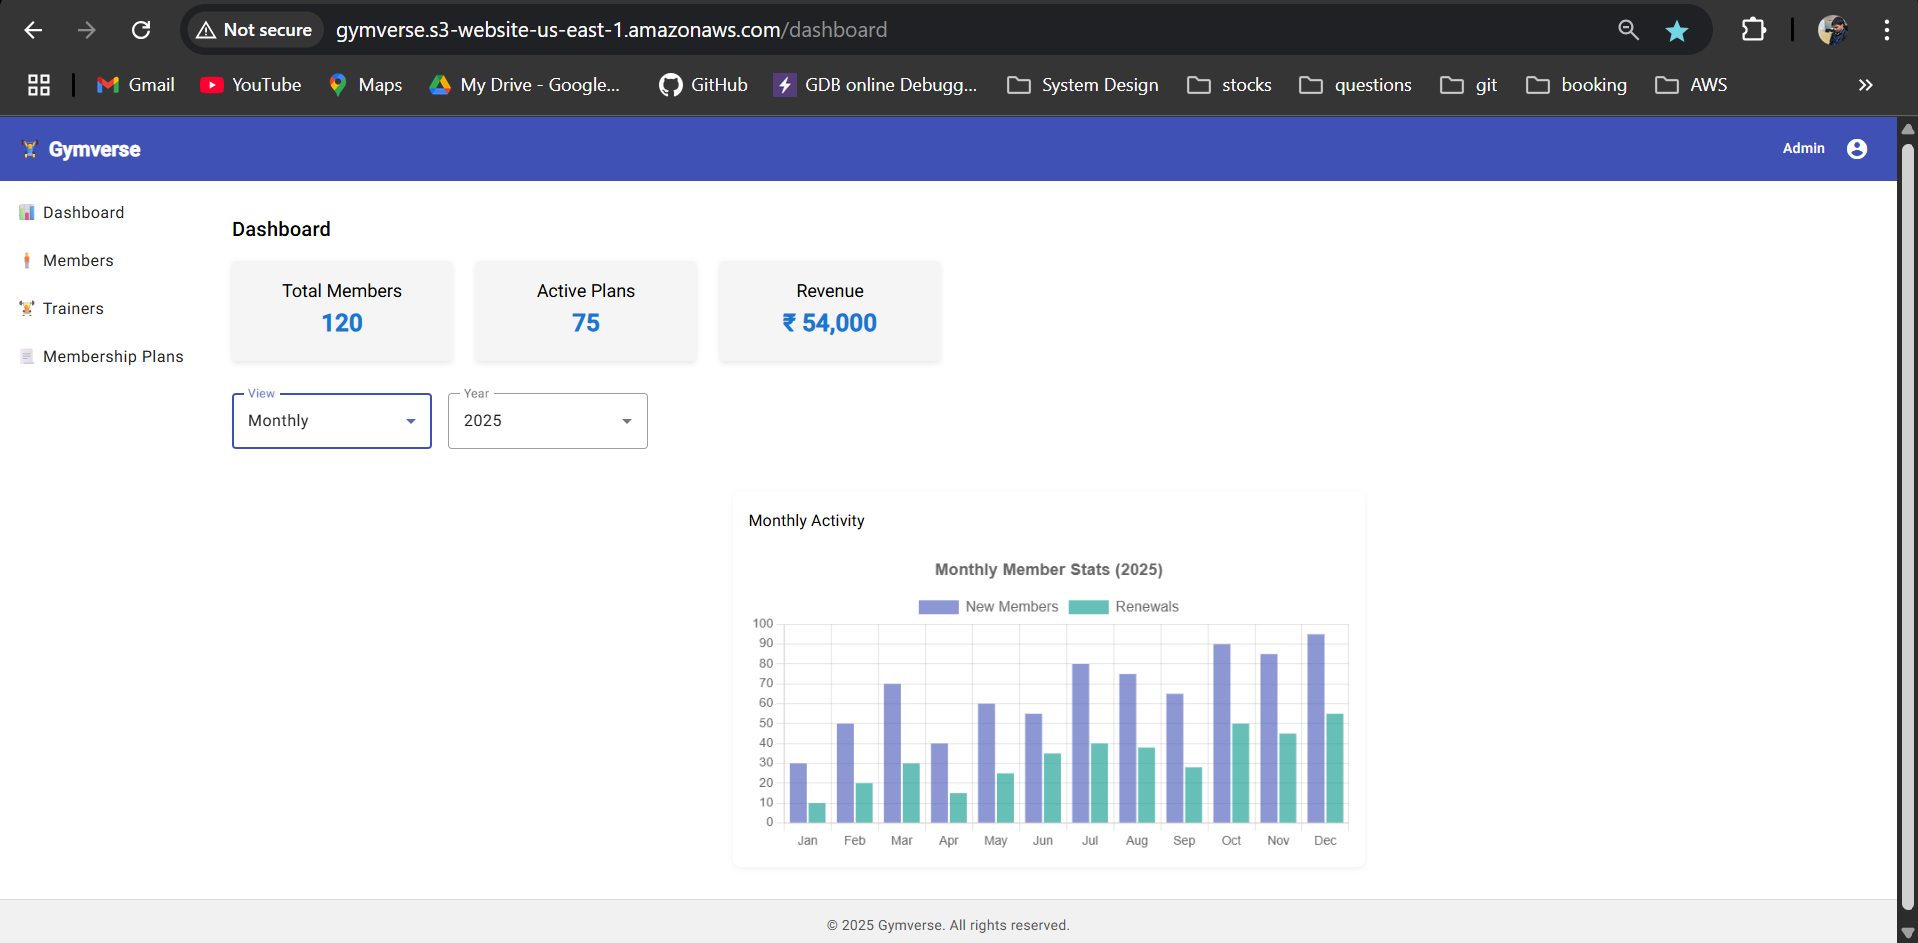 Not secure gymverse.s3-website-us-east-1.amazonaws.com/dashboard
Gmail YouTube Maps My Drive - Google... GitHub GDB online Debugg... System Design stocks questions git booking AWS »
Gymverse Admin
Dashboard
Members
Trainers
Membership Plans
Dashboard
Total Members
120
Active Plans
75
Revenue
₹ 54,000
View
Monthly
Year
2025
Monthly Activity
Monthly Member Stats (2025)
New Members Renewals
100
90
80
70
60
50
40
30
20
10
0
Jan Feb Mar Apr May Jun Jul Aug Sep Oct Nov Dec
© 2025 Gymverse. All rights reserved.